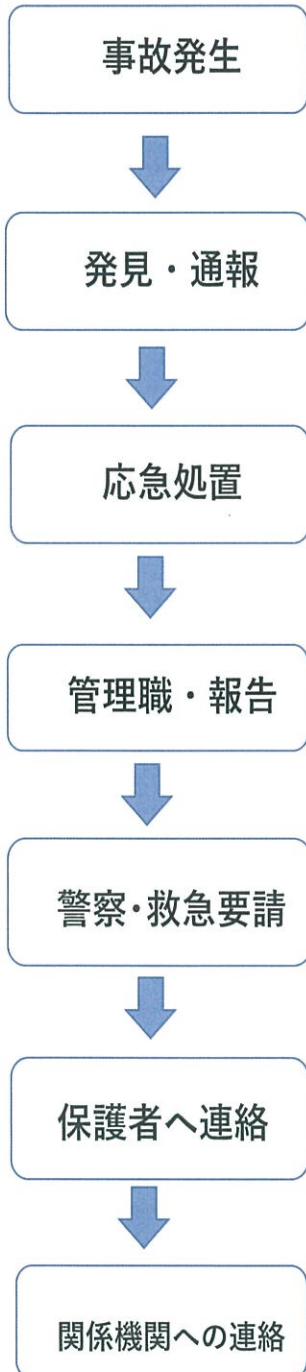 事故発生
発見・通報
応急処置
管理職・報告
警察・救急要請
保護者へ連絡
関係機関への連絡